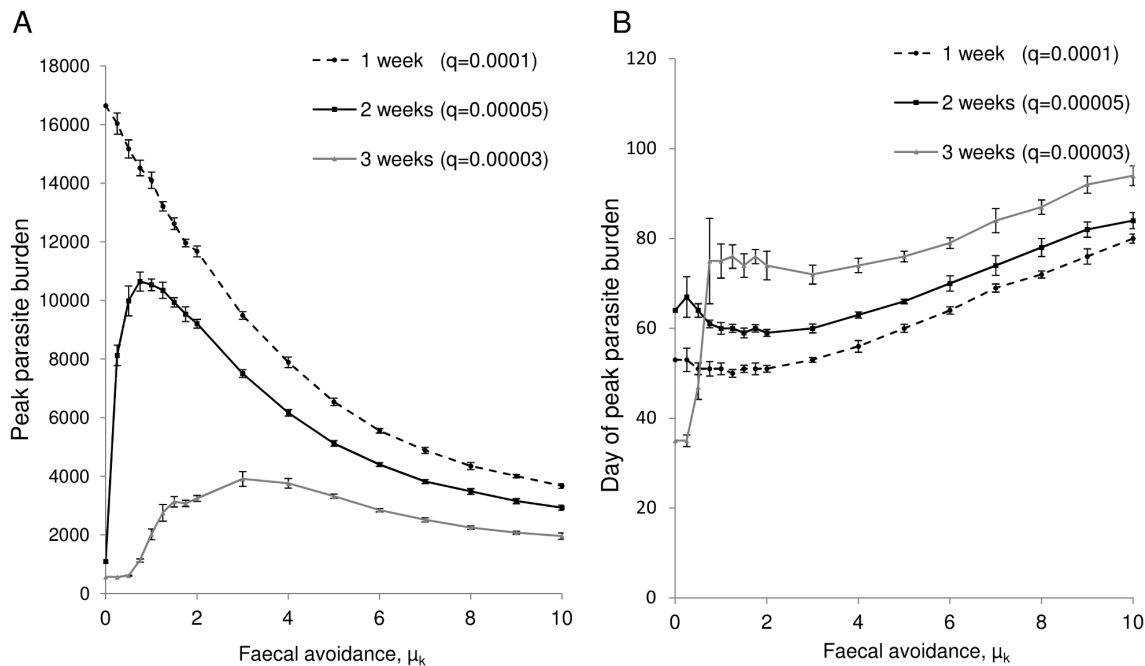 A
1 week (q=0.0001)
2 weeks (q=0.00005)
3 weeks (q=0.00003)
Peak parasite burden
18000
16000
14000
12000
10000
8000
6000
4000
2000
0
0 2 4 6 8 10
Faecal avoidance, μk
B
1 week (q=0.0001)
2 weeks (q=0.00005)
3 weeks (q=0.00003)
Day of peak parasite burden
120
100
80
60
40
20
0
0 2 4 6 8 10
Faecal avoidance, μk